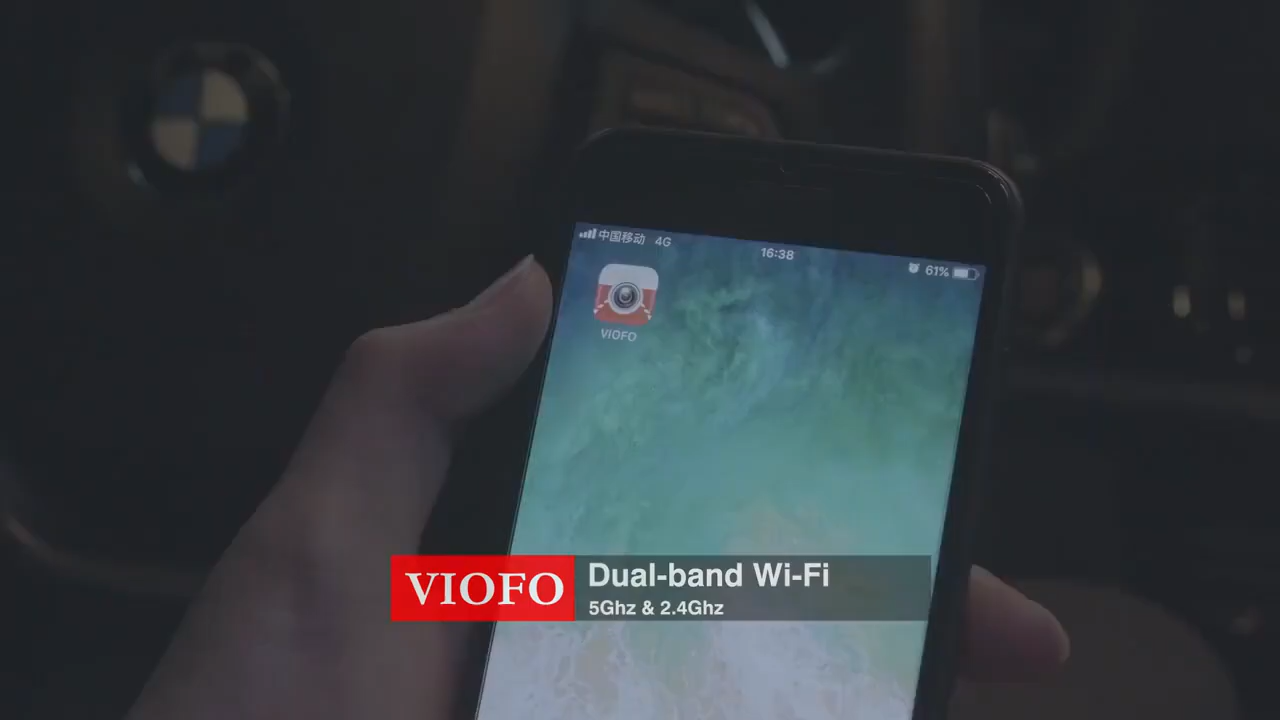 中国移动 4G 16:38 61%
VIOFO
VIOFO
Dual-band Wi-Fi
5Ghz & 2.4Ghz